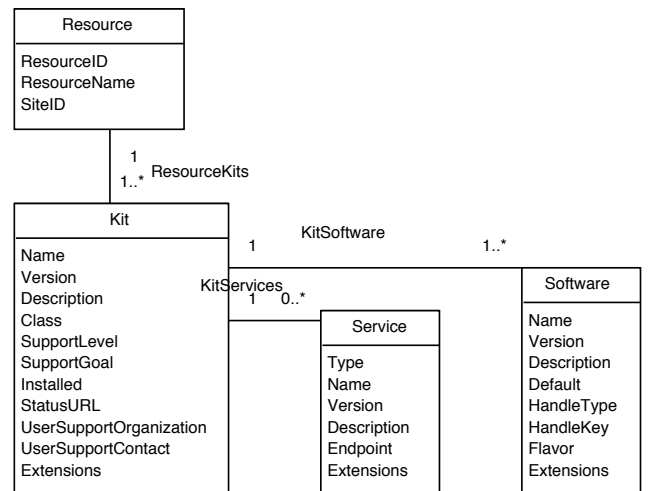 Resource
ResourceID
ResourceName
SiteID
1
1..* ResourceKits
Kit
Name
Version
Description
Class
SupportLevel
SupportGoal
Installed
StatusURL
UserSupportOrganization
UserSupportContact
Extensions
KitSoftware
1
1..*
KitServices
1
0..*
Service
Type
Name
Version
Description
Endpoint
Extensions
Software
Name
Version
Description
Default
HandleType
HandleKey
Flavor
Extensions